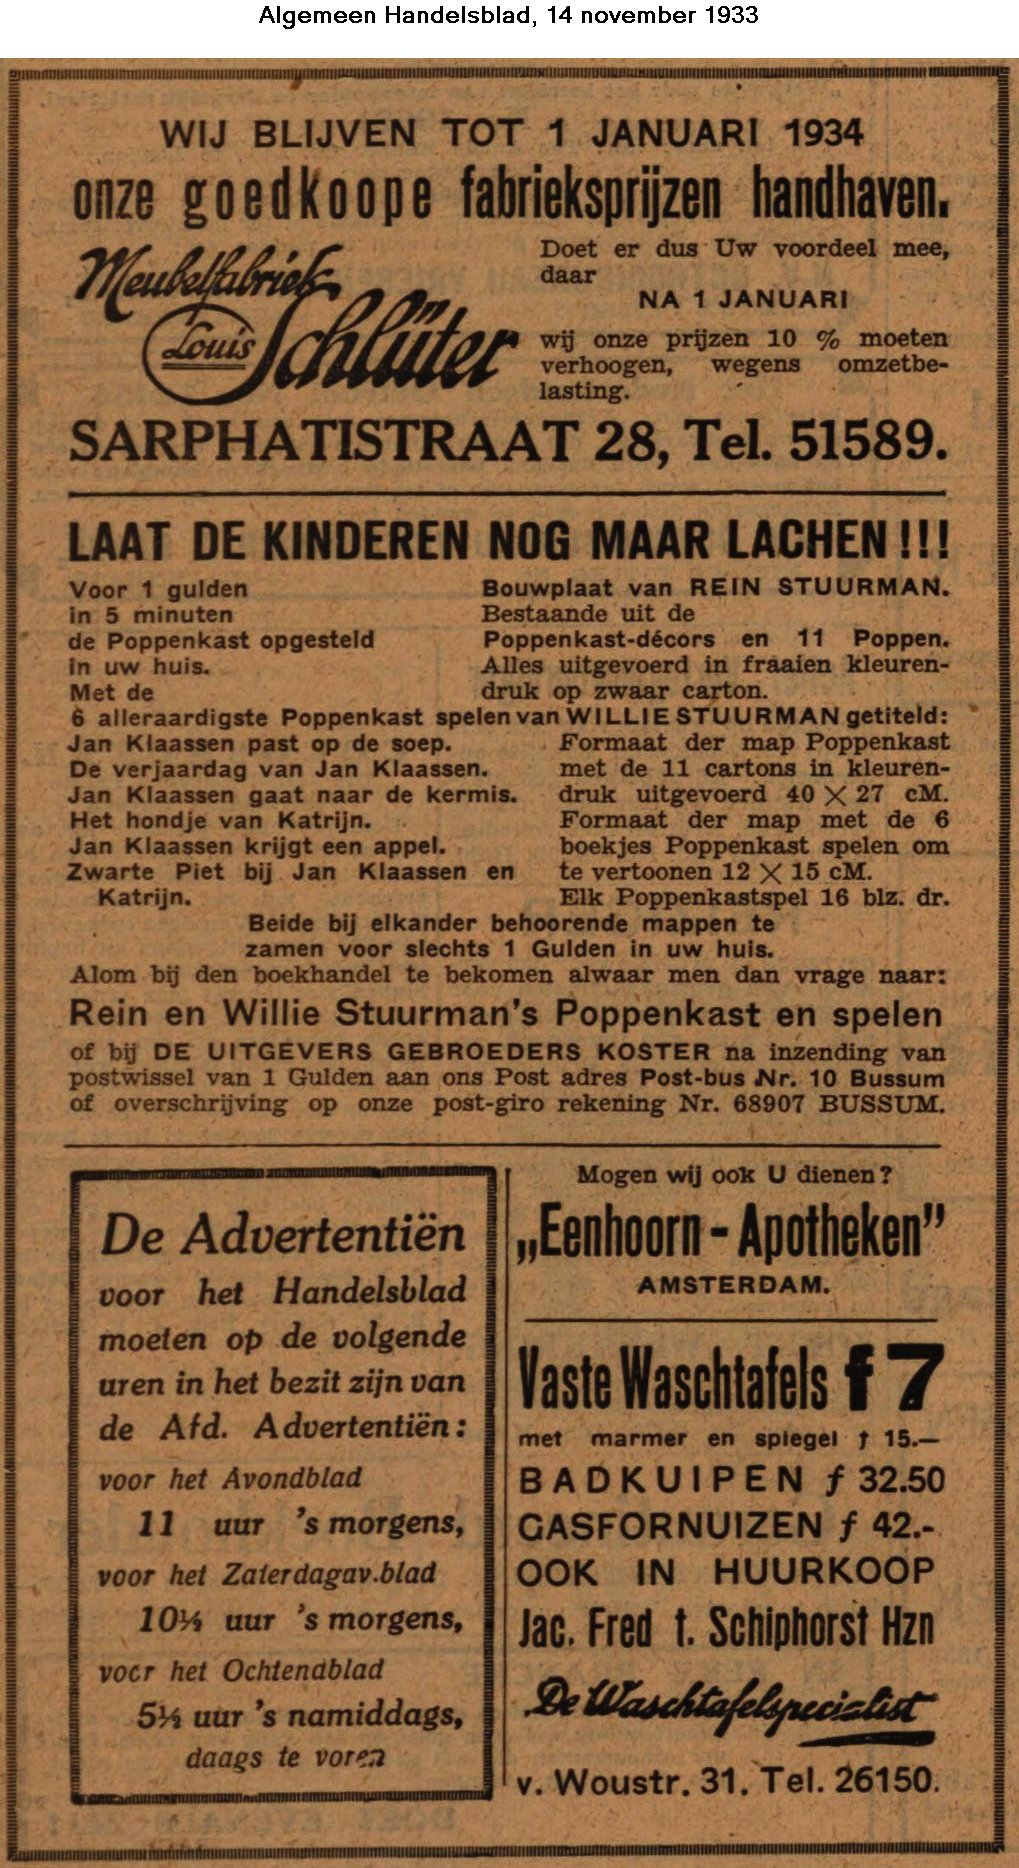 Algemeen Handelsblad, 14 november 1933
WIJ BLIJVEN TOT 1 JANUARI 1934
onze goedkoope fabrieksprijzen handhaven.
Meubelfabriek
Louis Schlüter
Doet er dus Uw voordeel mee,
daar
NA 1 JANUARI
wij onze prijzen 10 % moeten
verhoogen, wegens omzetbe-
lasting.
SARPHATISTRAAT 28, Tel. 51589.
LAAT DE KINDEREN NOG MAAR LACHEN!!!
Voor 1 gulden
in 5 minuten
de Poppenkast opgesteld
in uw huis.
Met de
Bouwplaat van REIN STUURMAN.
Bestaande uit de
Poppenkast-décors en 11 Poppen.
Alles uitgevoerd in fraaien kleuren-
druk op zwaar carton.
6 alleraardigste Poppenkast spelen van WILLIE STUURMAN getiteld:
Jan Klaassen past op de soep.
De verjaardag van Jan Klaassen.
Jan Klaassen gaat naar de kermis.
Het hondje van Katrijn.
Jan Klaassen krijgt een appel.
Zwarte Piet bij Jan Klaassen en
Katrijn.
Formaat der map Poppenkast
met de 11 cartons in kleuren-
druk uitgevoerd 40 X 27 cM.
Formaat der map met de 6
boekjes Poppenkast spelen om
te vertoonen 12 X 15 cM.
Elk Poppenkastspel 16 blz. dr.
Beide bij elkander behoorende mappen te
zamen voor slechts 1 Gulden in uw huis.
Alom bij den boekhandel te bekomen alwaar men dan vrage naar:
Rein en Willie Stuurman's Poppenkast en spelen
of bij DE UITGEVERS GEBROEDERS KOSTER na inzending van
postwissel van 1 Gulden aan ons Post adres Post-bus Nr. 10 Bussum
of overschrijving op onze post-giro rekening Nr. 68907 BUSSUM.
De Advertentiën
voor het Handelsblad
moeten op de volgende
uren in het bezit zijn van
de Afd. Advertentiën:
voor het Avondblad
11 uur 's morgens,
voor het Zaterdagav.blad
uur 's morgens,
voor het Ochtendblad
uur 's namiddags,
daags te voren
Mogen wij ook U dienen?
„Eenhoorn-Apotheken"
AMSTERDAM.
Vaste Waschtafels f 7
met marmer en spiegel f 15.—
BADKUIPEN f 32.50
GASFORNUIZEN f 42.-
OOK IN HUURKOOP
Jac. Fred t. Schiphorst Hzn
De Waschtafelspecialist
v. Woustr. 31. Tel. 26150.